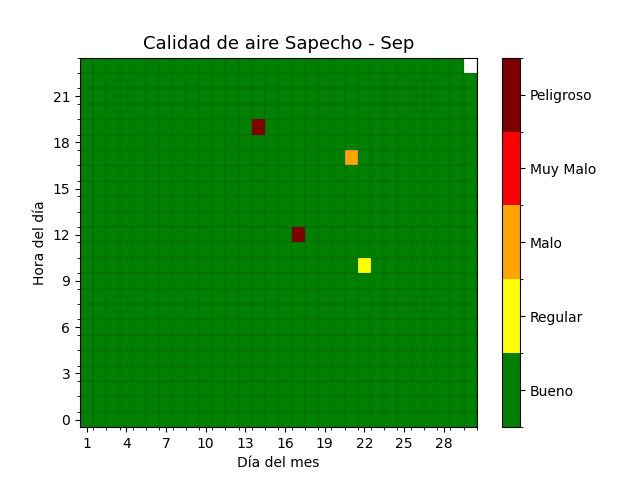 Calidad de aire Sapecho - Sep
Hora del día
21
18
15
12
9
6
3
0
1 4 7 10 13 16 19 22 25 28
Día del mes
Peligroso
Muy Malo
Malo
Regular
Bueno